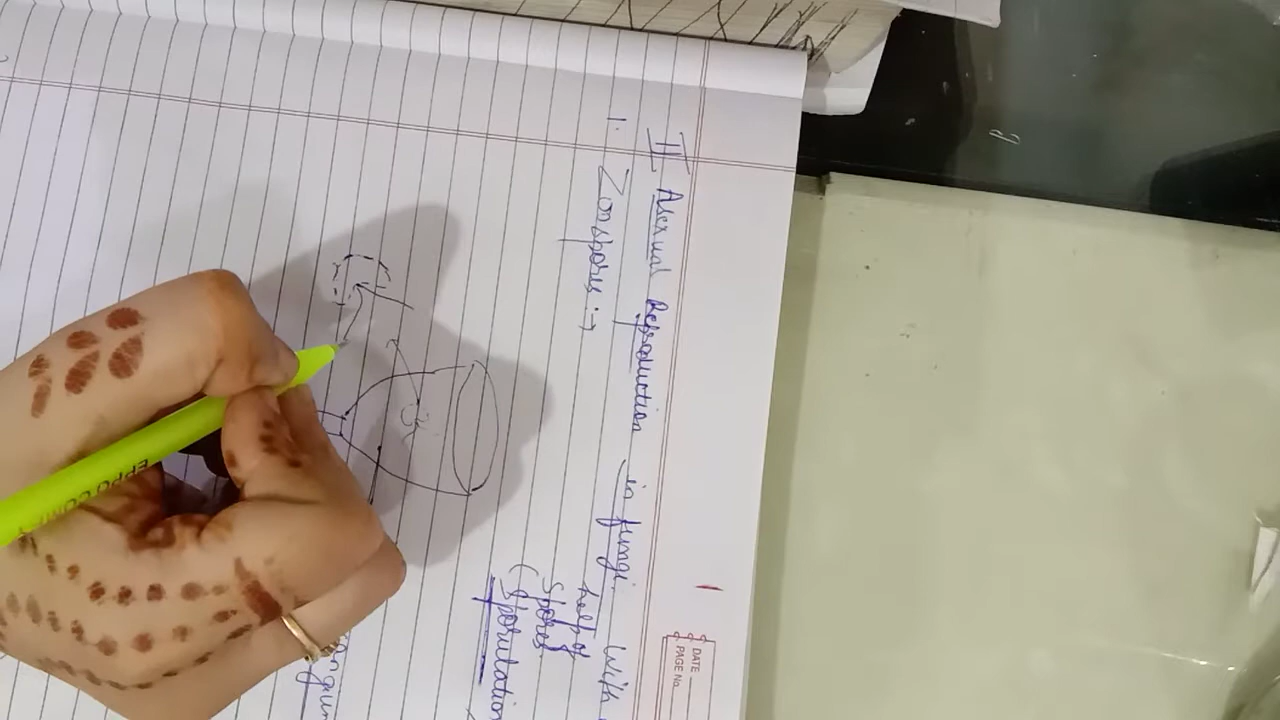 II Asexual Reproduction in fungi. With
help of
1. Zoospores :→
Spores
(Sporulation
DATE
PAGE No.